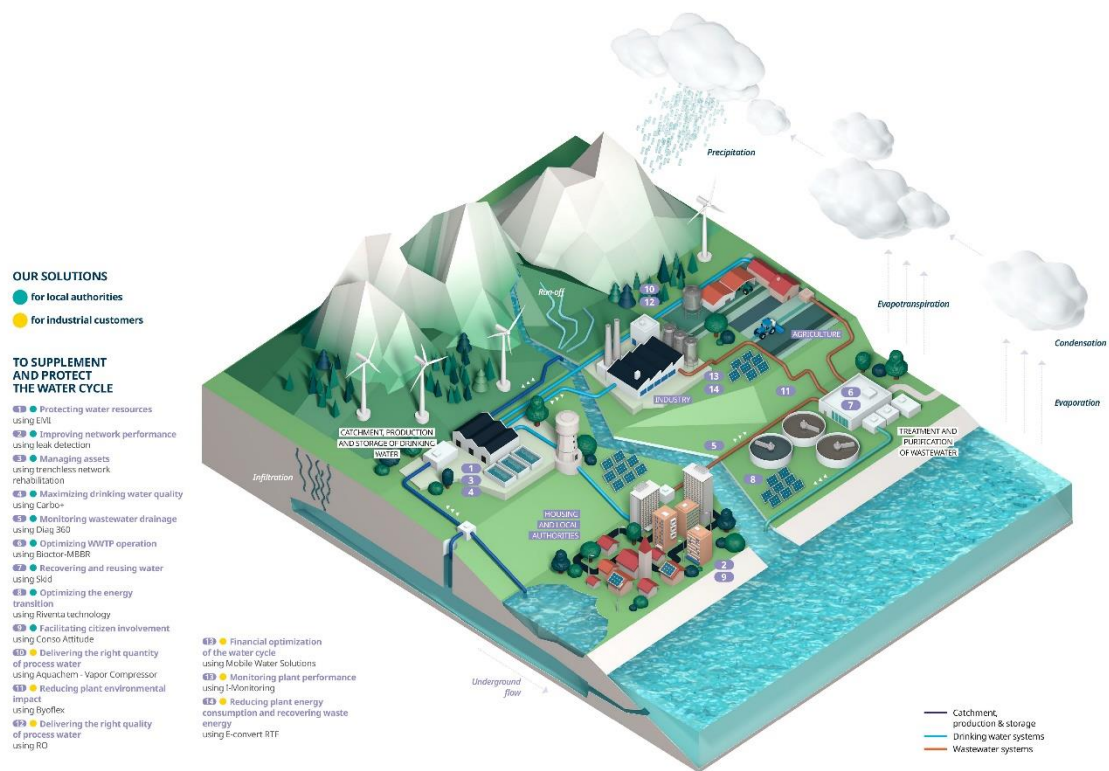 OUR SOLUTIONS
for local authorities
for industrial customers
TO SUPPLEMENT
AND PROTECT
THE WATER CYCLE
1 Protecting water resources
using EMI
2 Improving network performance
using leak detection
3 Managing assets
using trenchless network
rehabilitation
4 Maximizing drinking water quality
using Carbo+
5 Monitoring wastewater drainage
using Diag 360
6 Optimizing WWTP operation
using Bioctor-MBBR
7 Recovering and reusing water
using Skid
8 Optimizing the energy
transition
using Riventa technology
9 Facilitating citizen involvement
using Conso Attitude
10 Delivering the right quantity
of process water
using Aquachem - Vapor Compressor
11 Reducing plant environmental
impact
using Byoflex
12 Delivering the right quality
of process water
using RO
13 Financial optimization
of the water cycle
using Mobile Water Solutions
13 Monitoring plant performance
using I-Monitoring
14 Reducing plant energy
consumption and recovering waste
energy
using E-convert RTF
Precipitation
Evapotranspiration
Condensation
Evaporation
Run-off
10
12
AGRICULTURE
INDUSTRY
13
14
11
6
7
TREATMENT AND
PURIFICATION
OF WASTEWATER
CATCHMENT, PRODUCTION
AND STORAGE OF DRINKING
WATER
1
3
4
5
8
Infiltration
HOUSING
AND LOCAL
AUTHORITIES
2
9
Underground
flow
Catchment,
production & storage
Drinking water systems
Wastewater systems